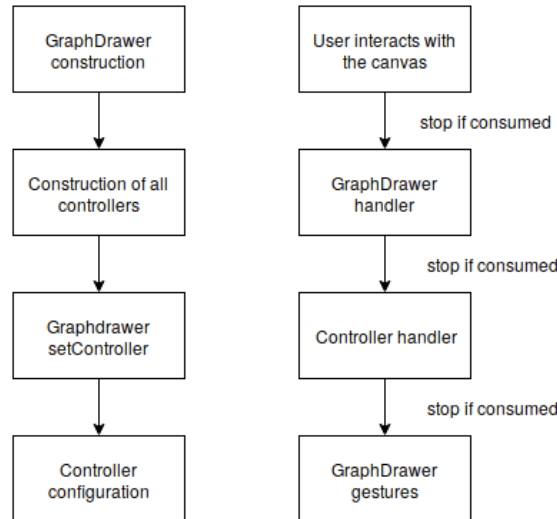 GraphDrawer
construction
Construction of all
controllers
Graphdrawer
setController
Controller
configuration
User interacts with
the canvas
stop if consumed
GraphDrawer
handler
stop if consumed
Controller handler
stop if consumed
GraphDrawer
gestures